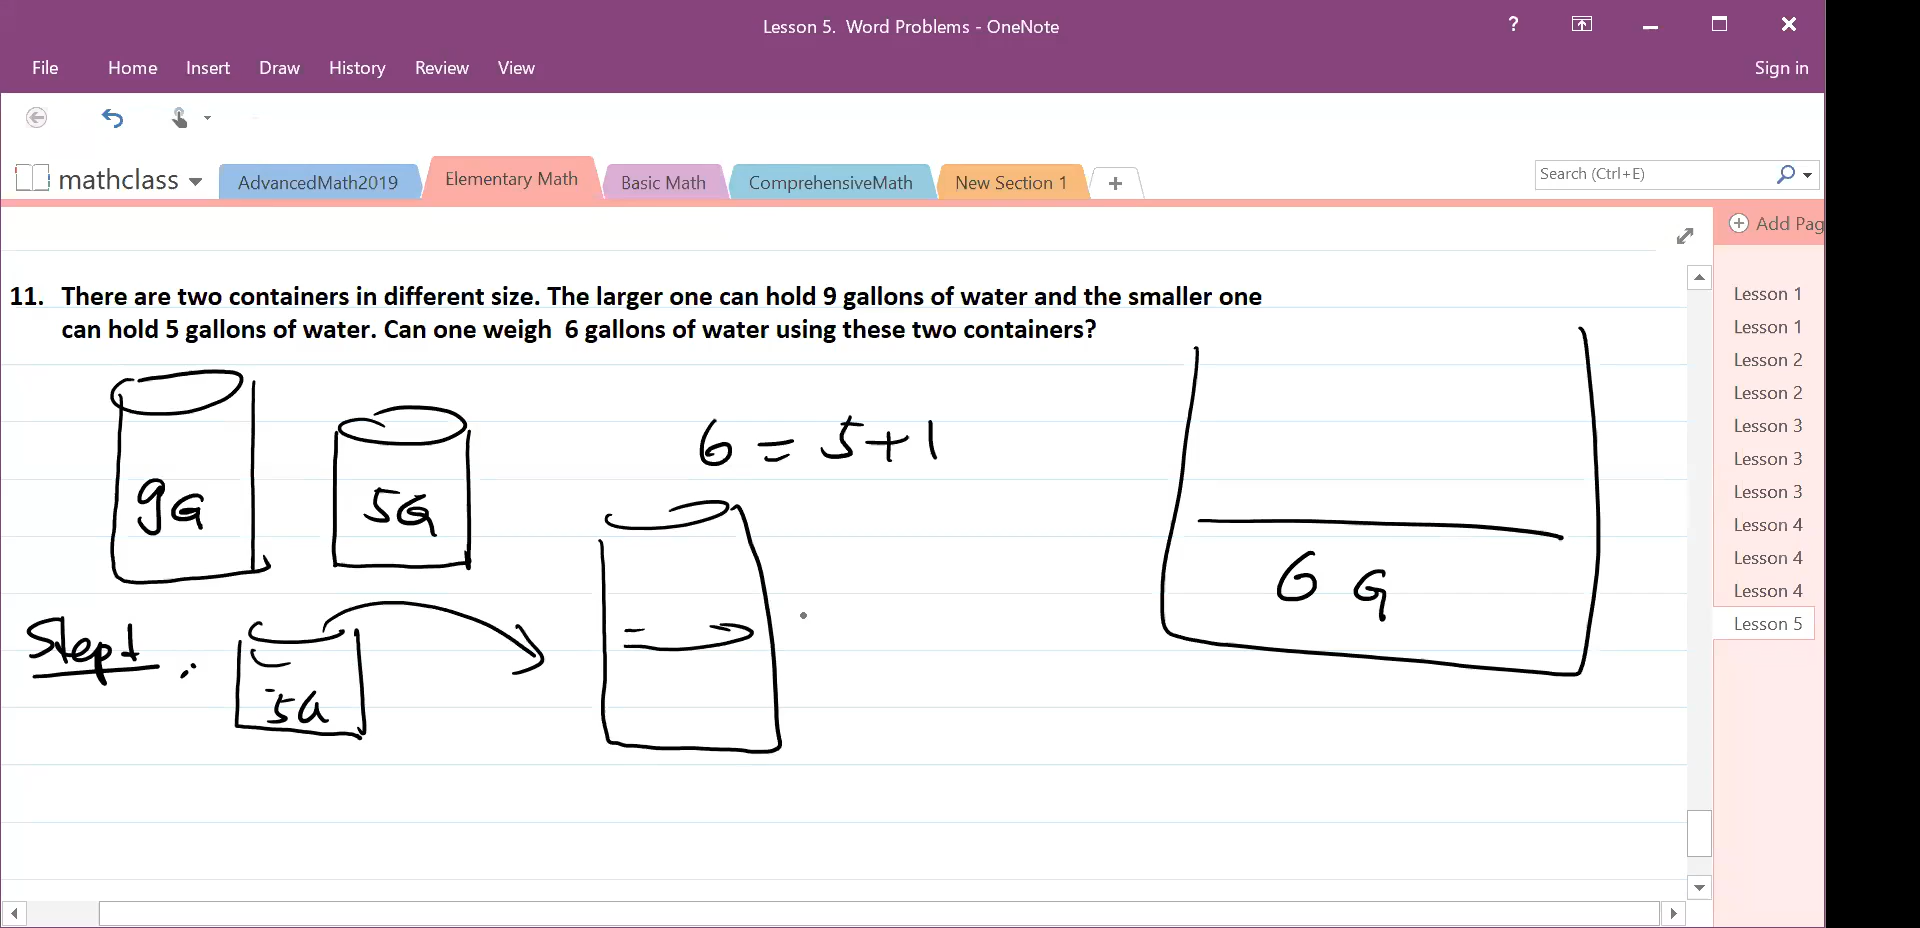 Lesson 5. Word Problems - OneNote
?
File Home Insert Draw History Review View
Sign in
mathclass
AdvancedMath2019
Elementary Math
Basic Math
ComprehensiveMath
New Section 1
+
Search (Ctrl+E)
Add Pag
11. There are two containers in different size. The larger one can hold 9 gallons of water and the smaller one
can hold 5 gallons of water. Can one weigh 6 gallons of water using these two containers?
9G
5G
6 = 5+1
6 G
Step1 :
5G
Lesson 1
Lesson 1
Lesson 2
Lesson 2
Lesson 3
Lesson 3
Lesson 3
Lesson 4
Lesson 4
Lesson 4
Lesson 5